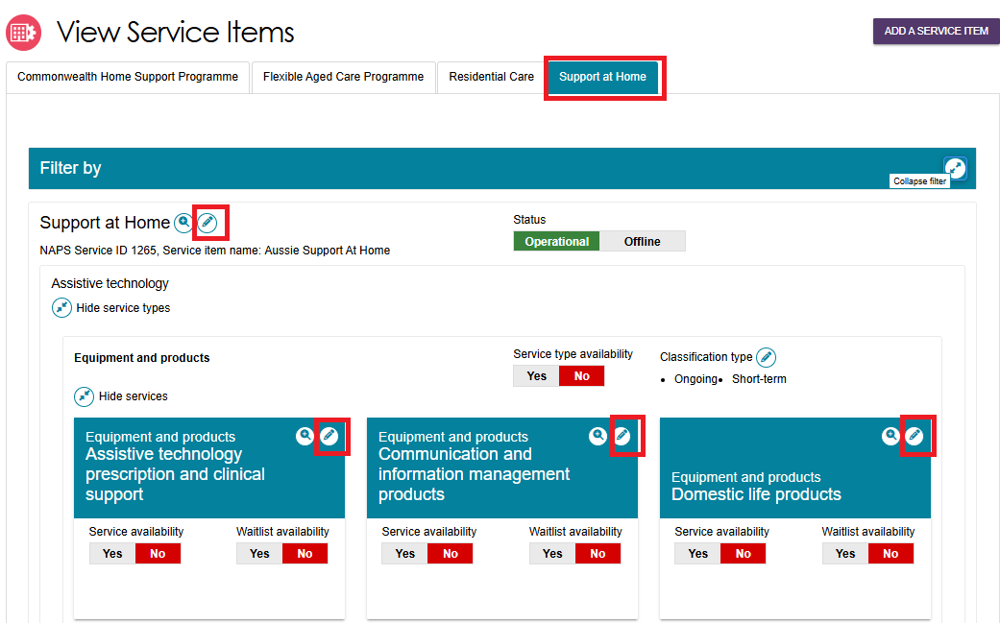 View Service Items
ADD A SERVICE ITEM
Commonwealth Home Support Programme
Flexible Aged Care Programme
Residential Care
Support at Home
Filter by
Collapse filter
Support at Home
NAPS Service ID 1265, Service item name: Aussie Support At Home
Status
Operational Offline
Assistive technology
Hide service types
Equipment and products
Service type availability
Yes No
Classification type
• Ongoing • Short-term
Hide services
Equipment and products
Assistive technology
prescription and clinical
support
Service availability
Yes No
Waitlist availability
Yes No
Equipment and products
Communication and
information management
products
Service availability
Yes No
Waitlist availability
Yes No
Equipment and products
Domestic life products
Service availability
Yes No
Waitlist availability
Yes No